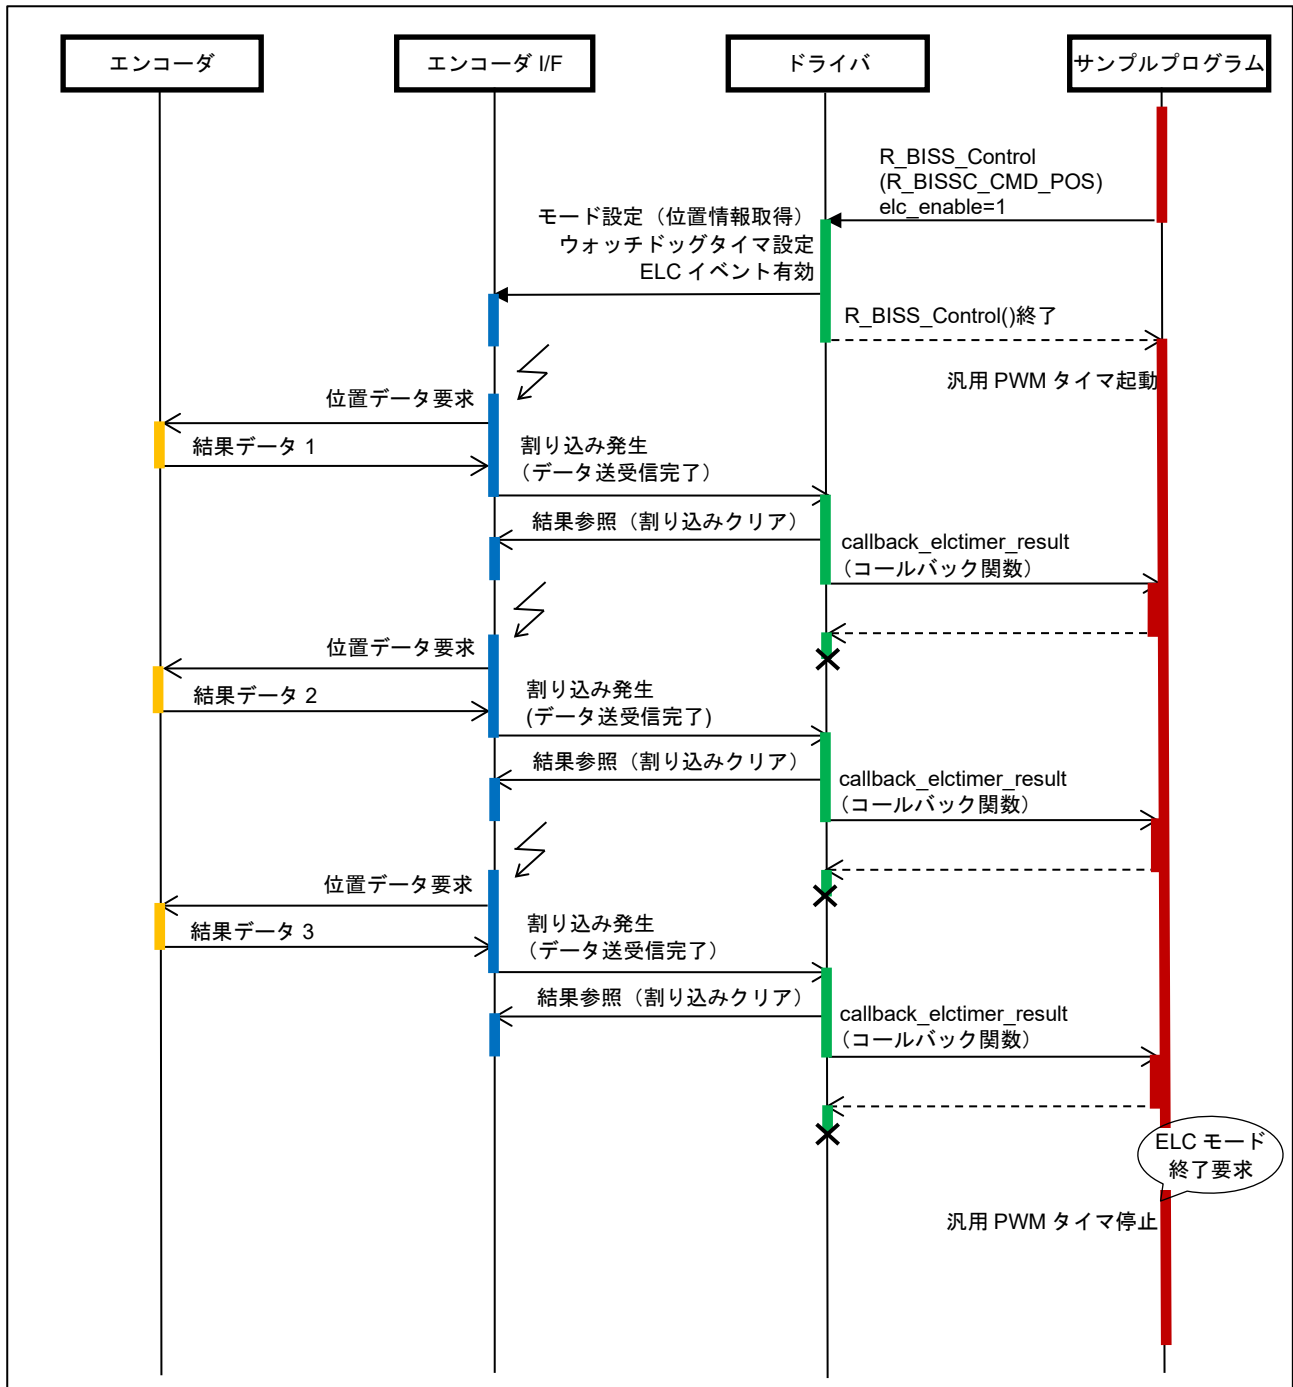 エンコーダ
エンコーダ I/F
ドライバ
サンプルプログラム
R_BISS_Control
(R_BISSC_CMD_POS)
elc_enable=1
モード設定（位置情報取得）
ウォッチドッグタイマ設定
ELC イベント有効
R_BISS_Control()終了
汎用 PWM タイマ起動
位置データ要求
結果データ 1
割り込み発生
（データ送受信完了）
結果参照（割り込みクリア）
callback_elctimer_result
（コールバック関数）
位置データ要求
結果データ 2
割り込み発生
(データ送受信完了)
結果参照（割り込みクリア）
callback_elctimer_result
（コールバック関数）
位置データ要求
結果データ 3
割り込み発生
（データ送受信完了）
結果参照（割り込みクリア）
callback_elctimer_result
（コールバック関数）
ELC モード
終了要求
汎用 PWM タイマ停止